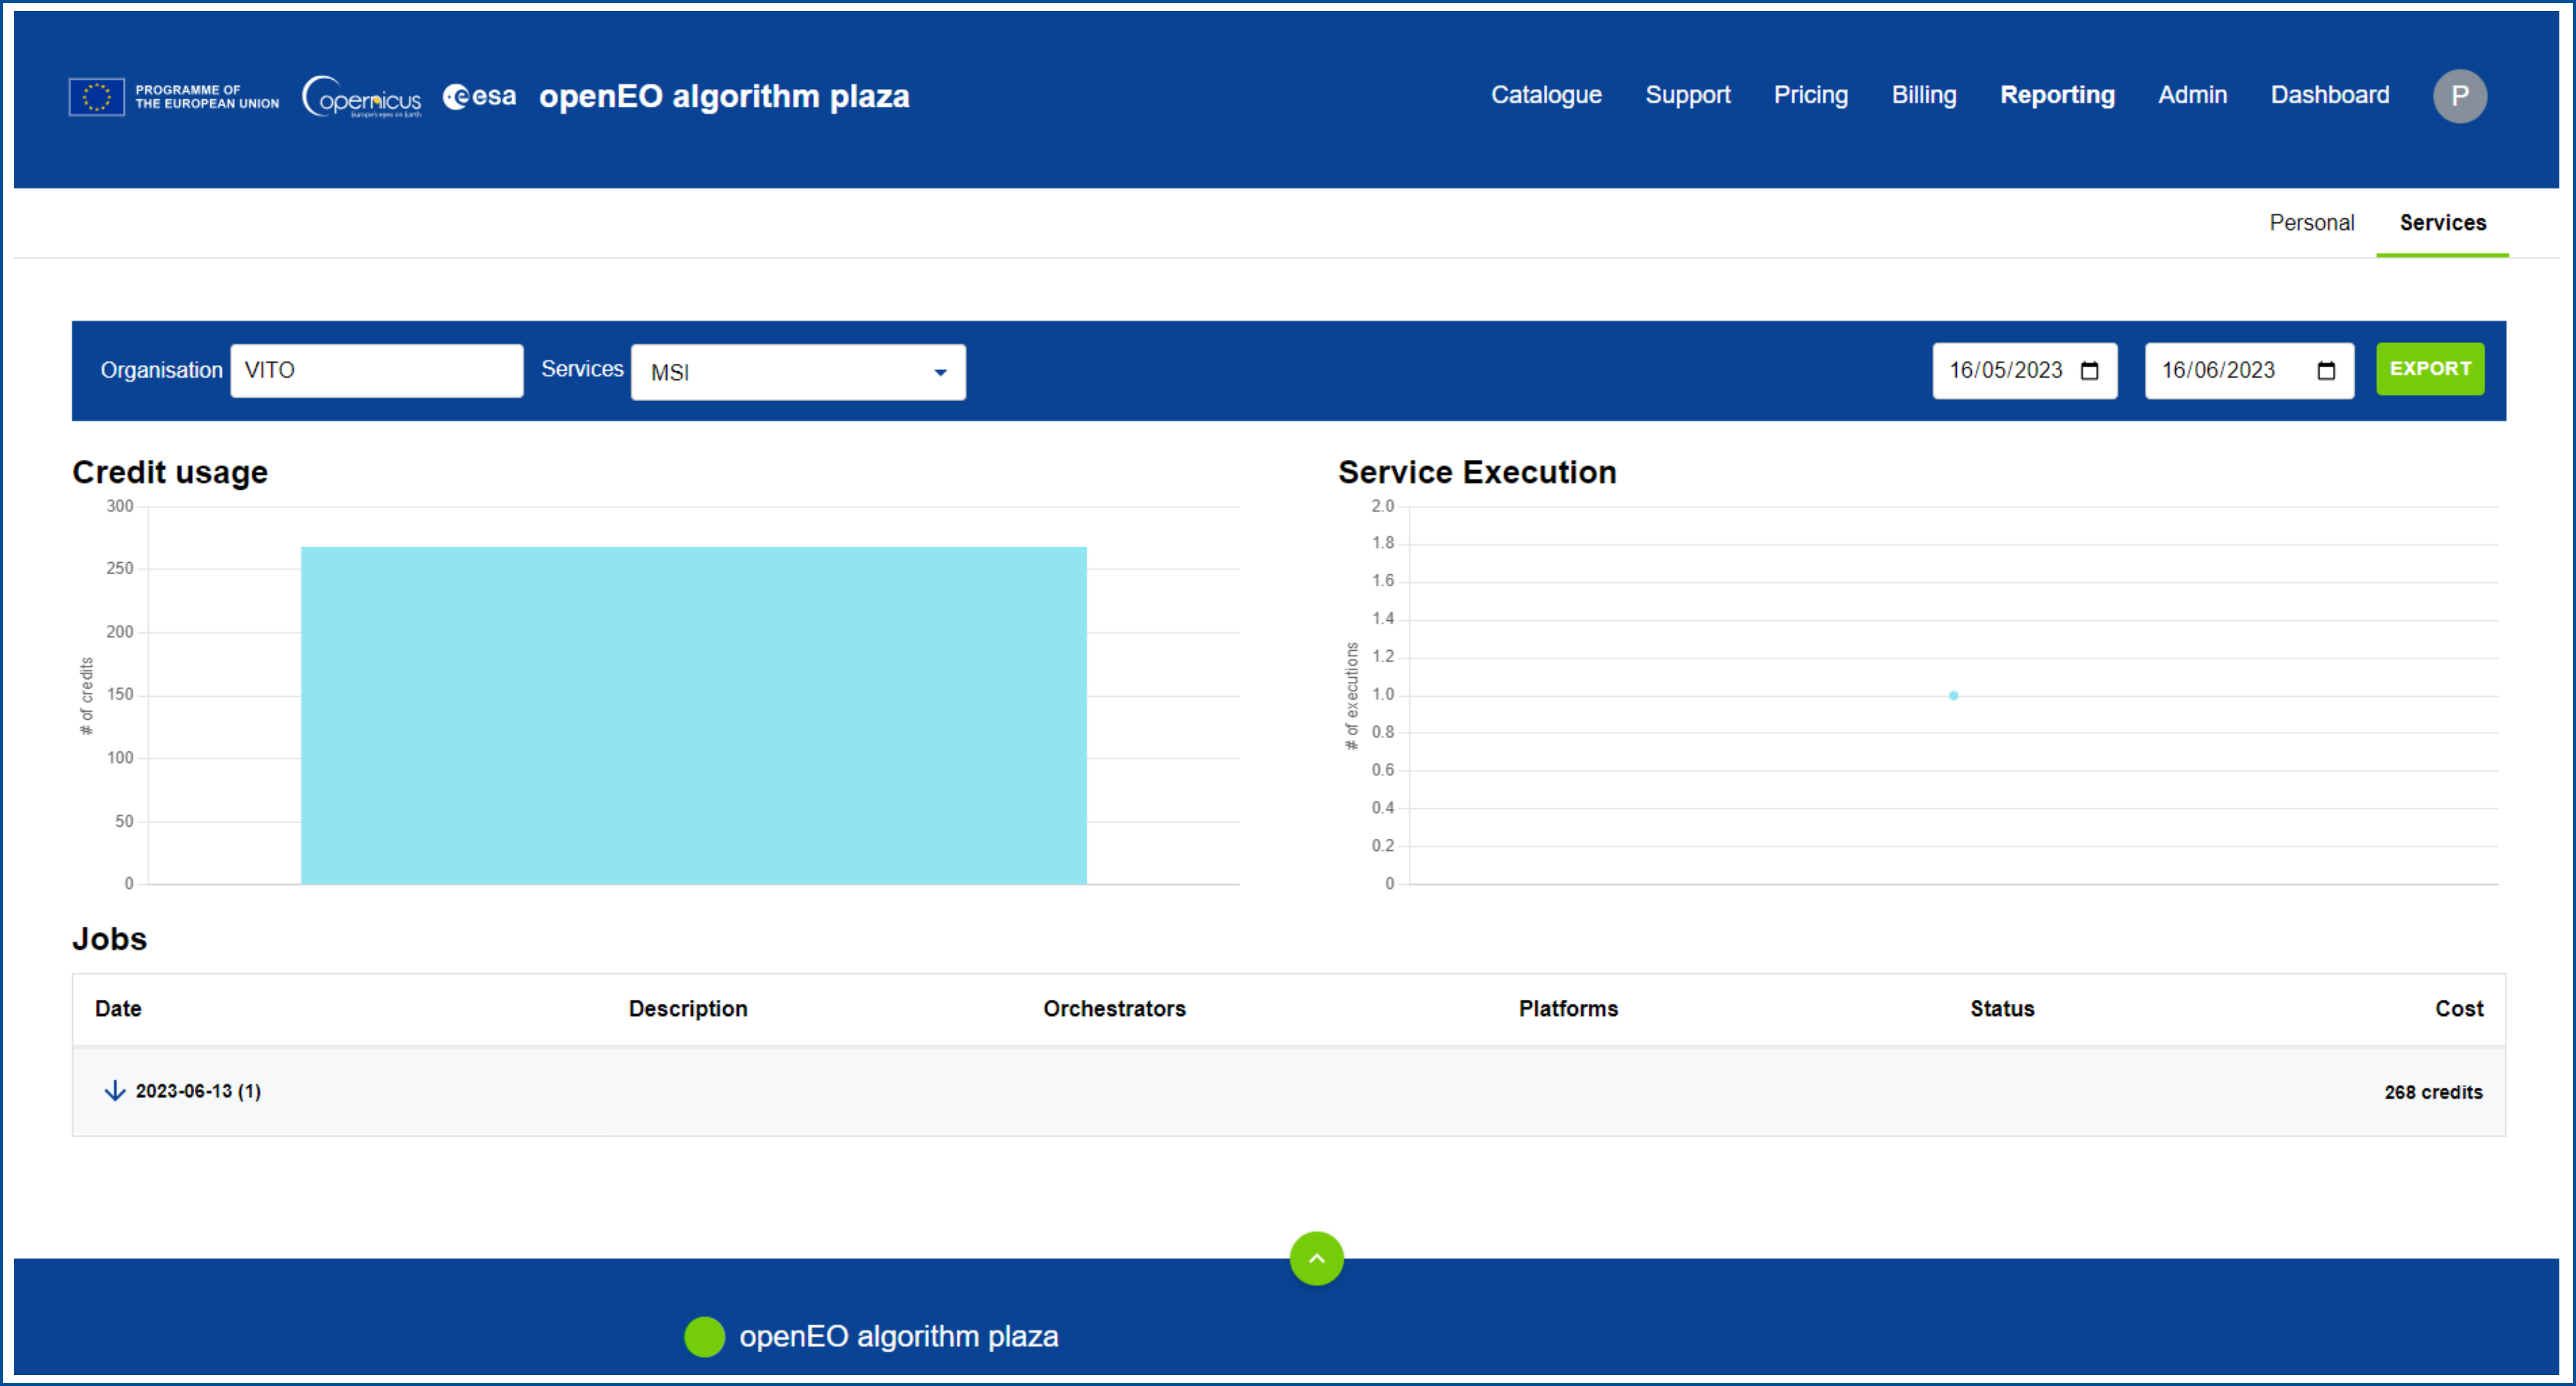 PROGRAMME OF
THE EUROPEAN UNION
opernicus
Europe's eyes on Earth
esa
openEO algorithm plaza
Catalogue Support Pricing Billing Reporting Admin Dashboard P
Personal Services
Organisation VITO Services MSI 16/05/2023 16/06/2023 EXPORT
Credit usage
300
250
200
150
100
50
0
# of credits
Service Execution
2.0
1.8
1.6
1.4
1.2
1.0
0.8
0.6
0.4
0.2
0
# of executions
Jobs
Date Description Orchestrators Platforms Status Cost
2023-06-13 (1) 268 credits
openEO algorithm plaza